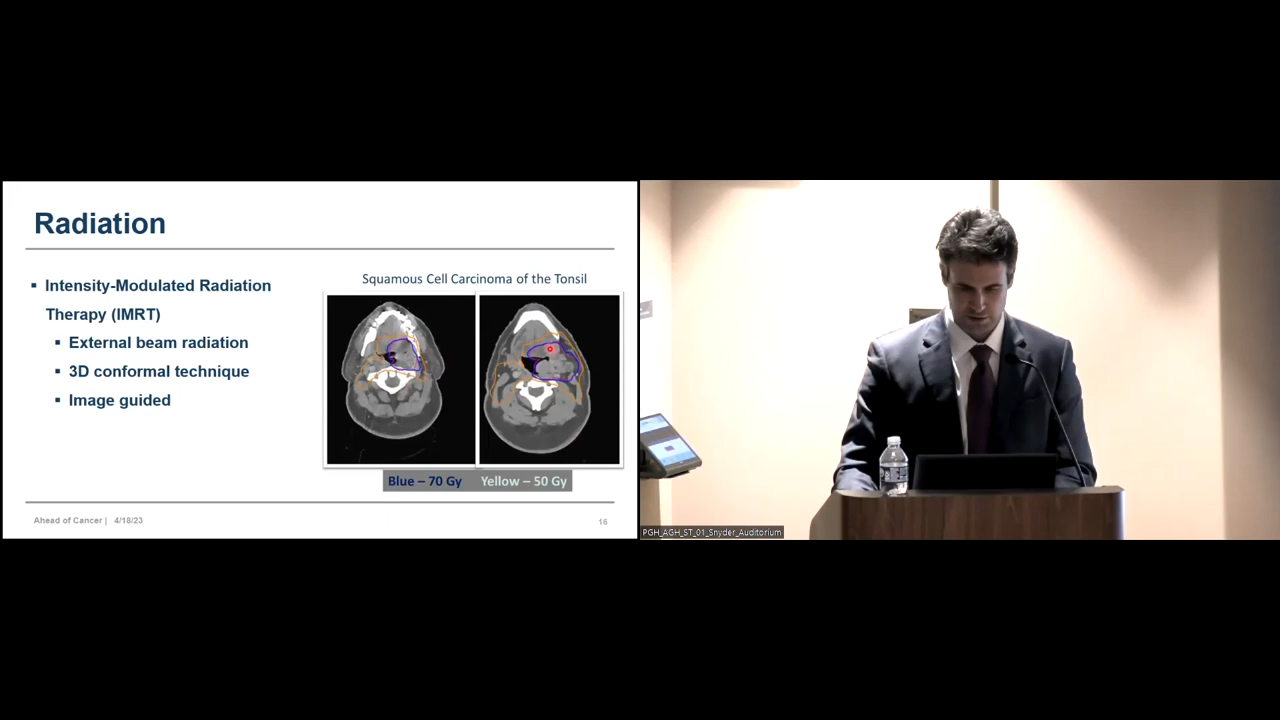 Radiation
Squamous Cell Carcinoma of the Tonsil
▪ Intensity-Modulated Radiation
Therapy (IMRT)
▪ External beam radiation
▪ 3D conformal technique
▪ Image guided
Blue – 70 Gy Yellow – 50 Gy
Ahead of Cancer | 4/18/23
16
PGH_AGH_ST_01_Snyder_Auditorium